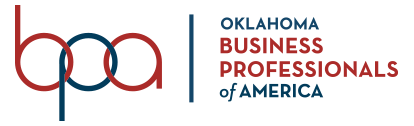 bpa
OKLAHOMA
BUSINESS
PROFESSIONALS
of AMERICA